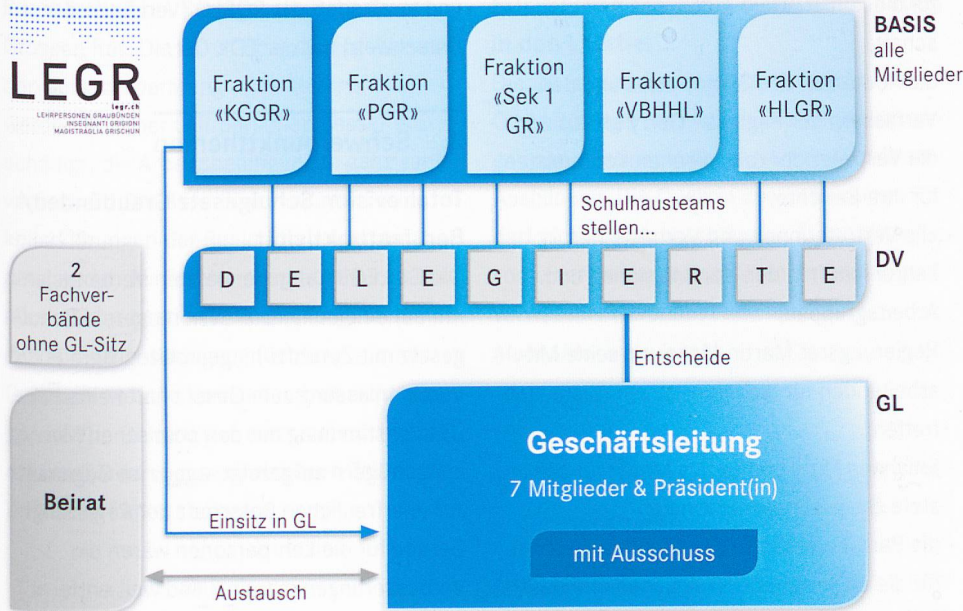 LEGR
legr.ch
LEHRPERSONEN GRAUBÜNDEN
INSEGNANTI GRIGIONI
MAGISTRAGLIA GRISCHUN
Fraktion
«KGGR»
Fraktion
«PGR»
Fraktion
«Sek 1
GR»
Fraktion
«VBHHL»
Fraktion
«HLGR»
BASIS
alle
Mitglieder
Schulhausteams
stellen...
2
Fachver-
bände
ohne GL-Sitz
D E L E G I E R T E
DV
Entscheide
GL
Geschäftsleitung
7 Mitglieder & Präsident(in)
mit Ausschuss
Beirat
Einsitz in GL
Austausch